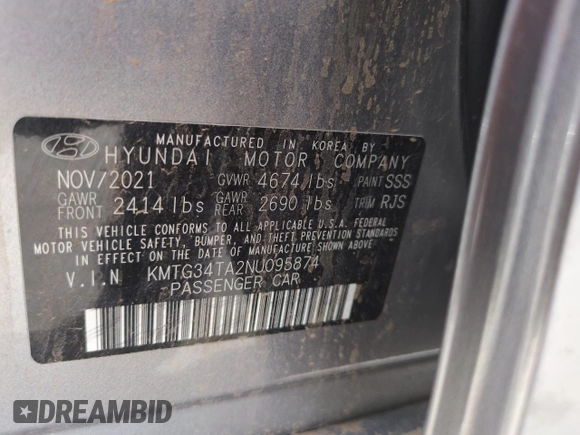 MANUFACTURED IN KOREA BY
HYUNDAI MOTOR COMPANY
NOV/2021 GVWR 4674 lbs PAINT SSS
GAWR FRONT 2414 lbs GAWR REAR 2690 lbs TRIM RJS
THIS VEHICLE CONFORMS TO ALL APPLICABLE U.S.A. FEDERAL
MOTOR VEHICLE SAFETY, BUMPER, AND THEFT PREVENTION STANDARDS
IN EFFECT ON THE DATE OF MANUFACTURE SHOWN ABOVE.
V.I.N KMTG34TA2NU095874
PASSENGER CAR
DREAMBID